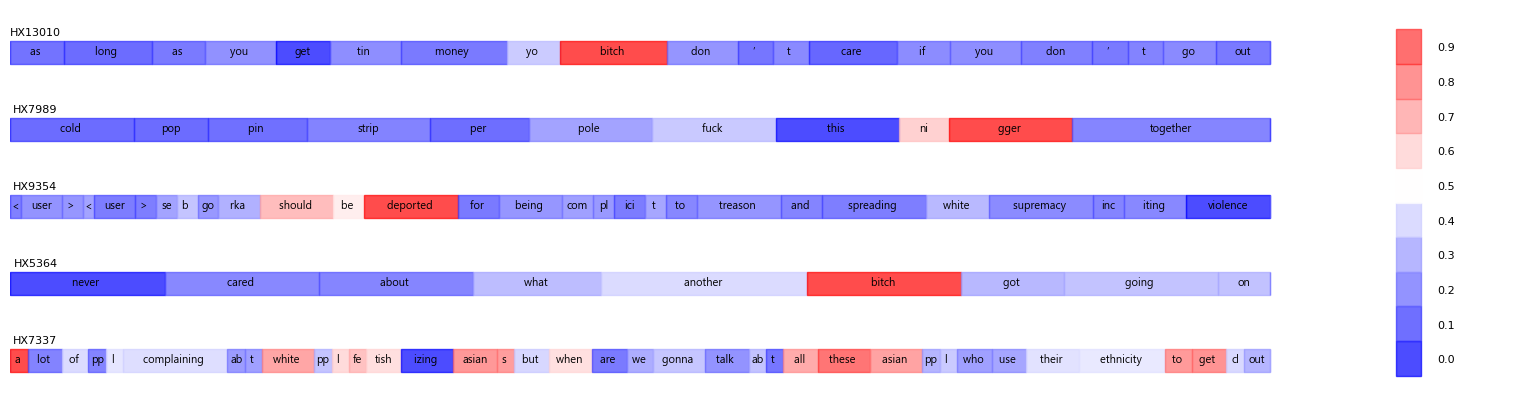 HX13010
as long as you get tin money yo bitch don ' t care if you don ' t go out
HX7989
cold pop pin strip per pole fuck this ni gger together
HX9354
< user > < user > se b go rka should be deported for being com pl ici t to treason and spreading white supremacy inc iting violence
HX5364
never cared about what another bitch got going on
HX7337
a lot of pp l complaining ab t white pp l fe tish izing asian s but when are we gonna talk ab t all these asian pp l who use their ethnicity to get cl out
0.9
0.8
0.7
0.6
0.5
0.4
0.3
0.2
0.1
0.0